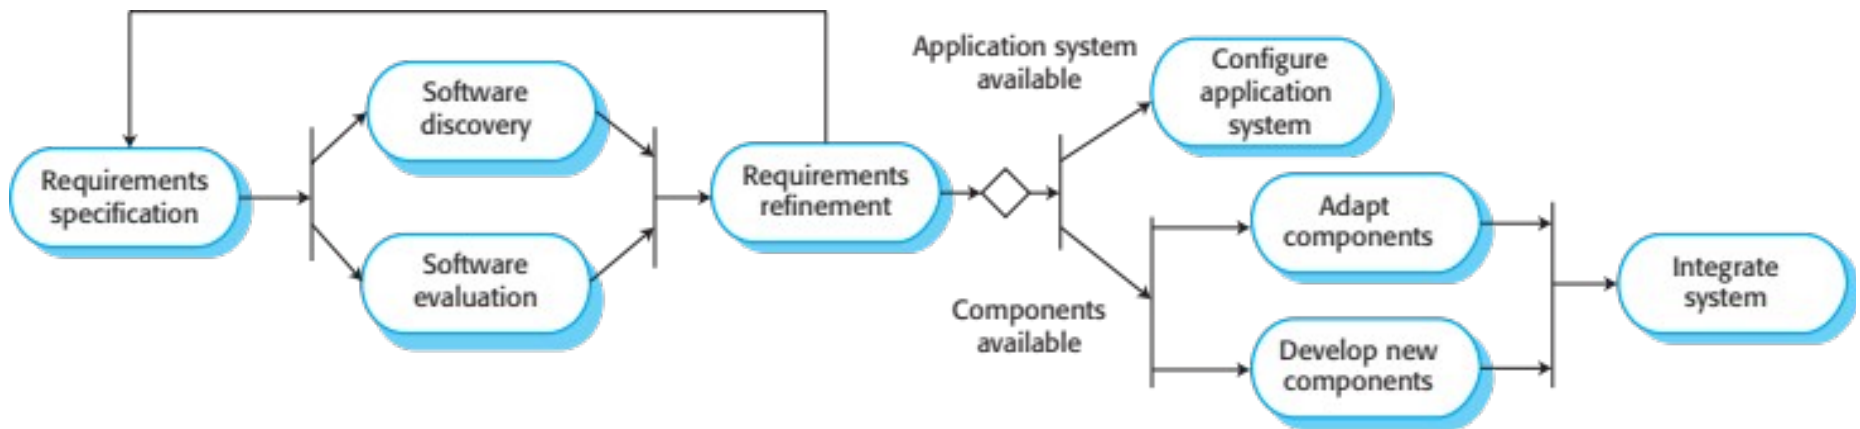 Requirements
specification
Software
discovery
Software
evaluation
Requirements
refinement
Application system
available
Configure
application
system
Components
available
Adapt
components
Develop new
components
Integrate
system